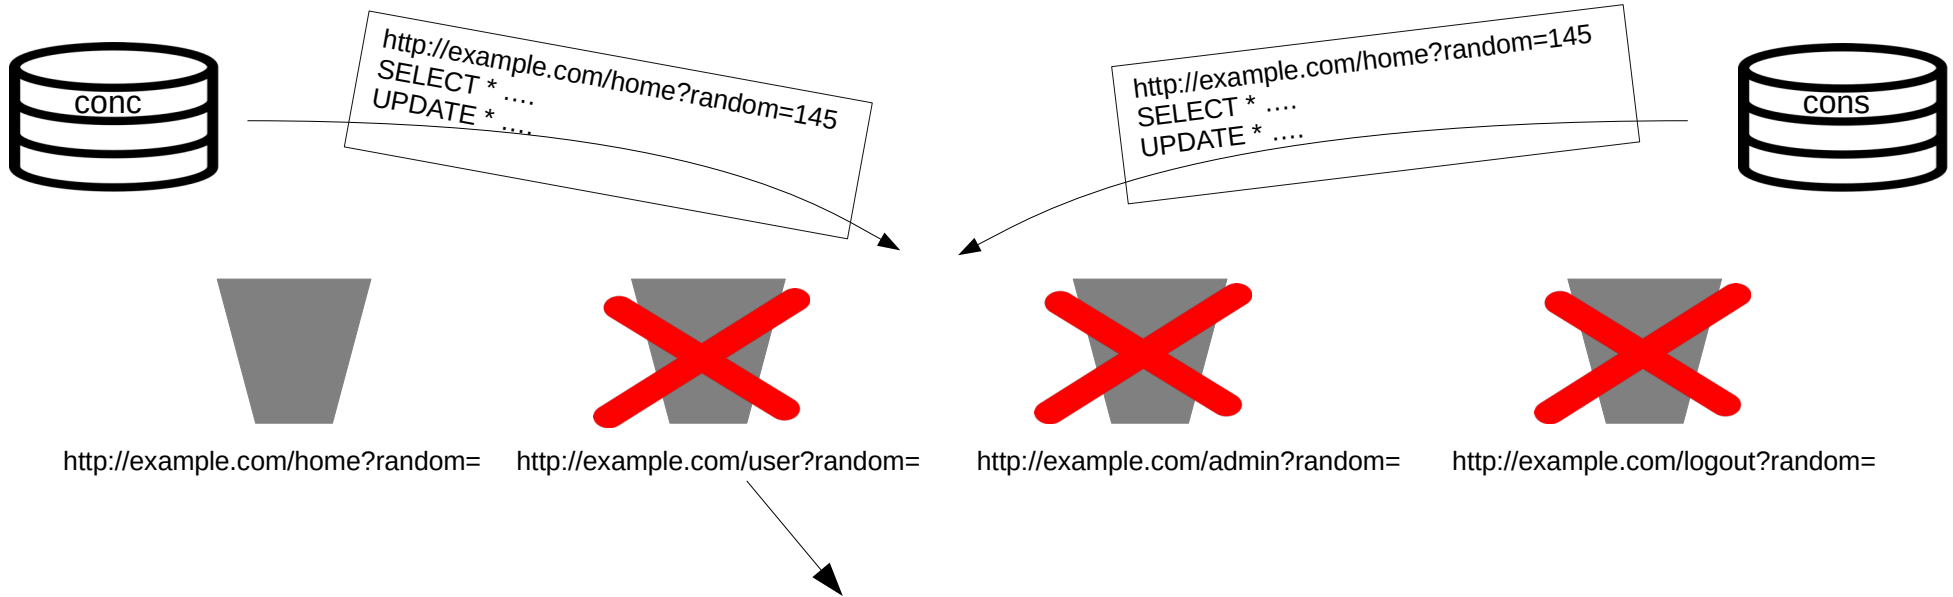 conc
http://example.com/home?random=145
SELECT * ....
UPDATE * ....
http://example.com/home?random=145
SELECT * ....
UPDATE * ....
cons
http://example.com/home?random=
http://example.com/user?random=
http://example.com/admin?random=
http://example.com/logout?random=